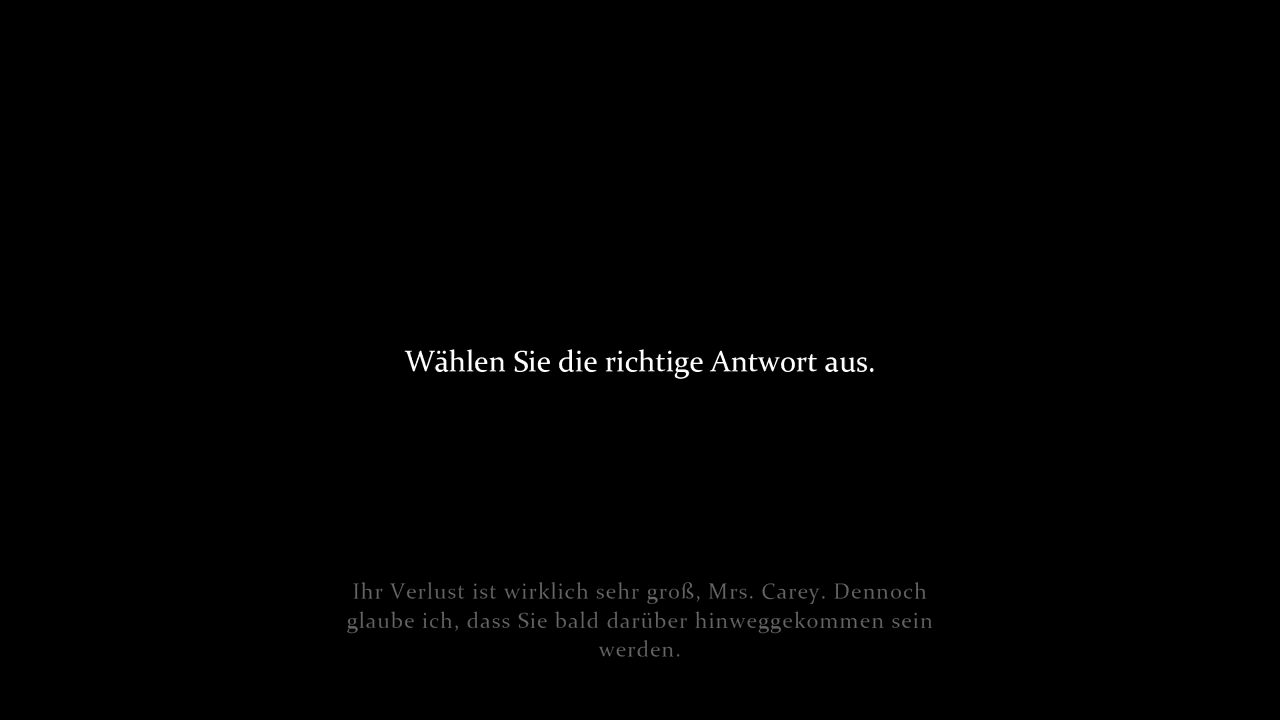 Wählen Sie die richtige Antwort aus.
Ihr Verlust ist wirklich sehr groß, Mrs. Carey. Dennoch
glaube ich, dass Sie bald darüber hinweggekommen sein
werden.